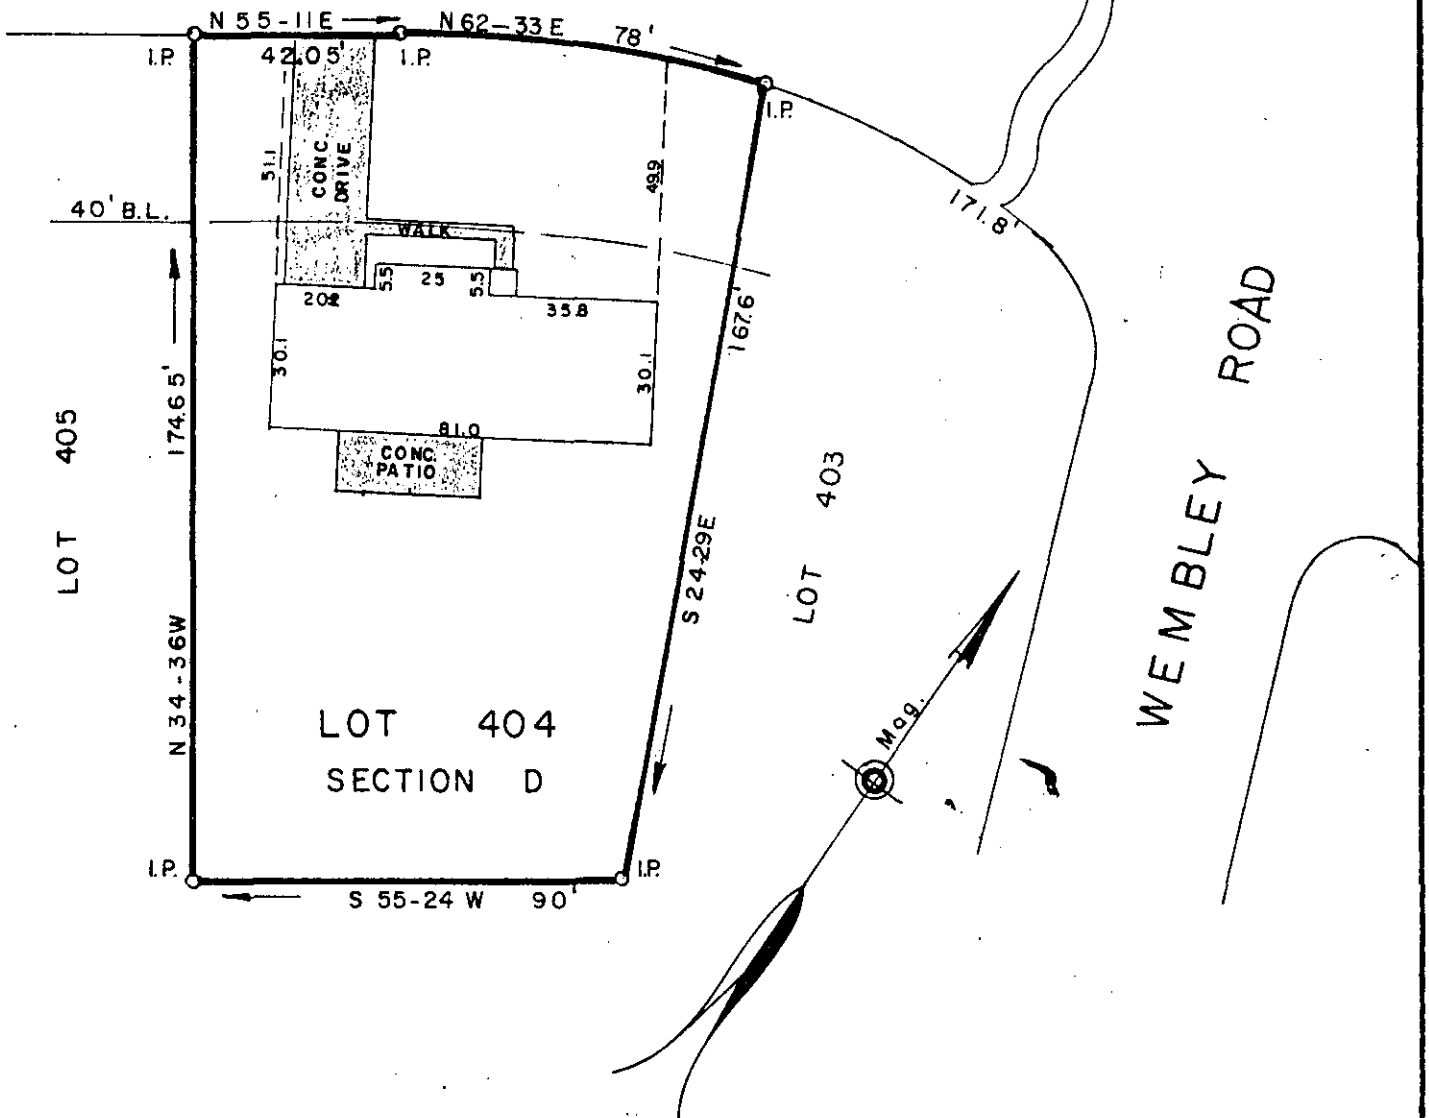 N 55-11E
N 62-33 E
78'
I.P.
42.05'
I.P.
I.P.
51.1
CONC.
DRIVE
49.9
171.8'
40' B.L.
WALK
5.5
25
5.5
20.2
35.8
167.6'
30.1
30.1
174.65'
81.0
CONC.
PATIO
LOT 405
LOT 403
WEMBLEY ROAD
S 24-29E
N 34-36W
LOT 404
SECTION D
Mag.
I.P.
I.P.
S 55-24 W 90'